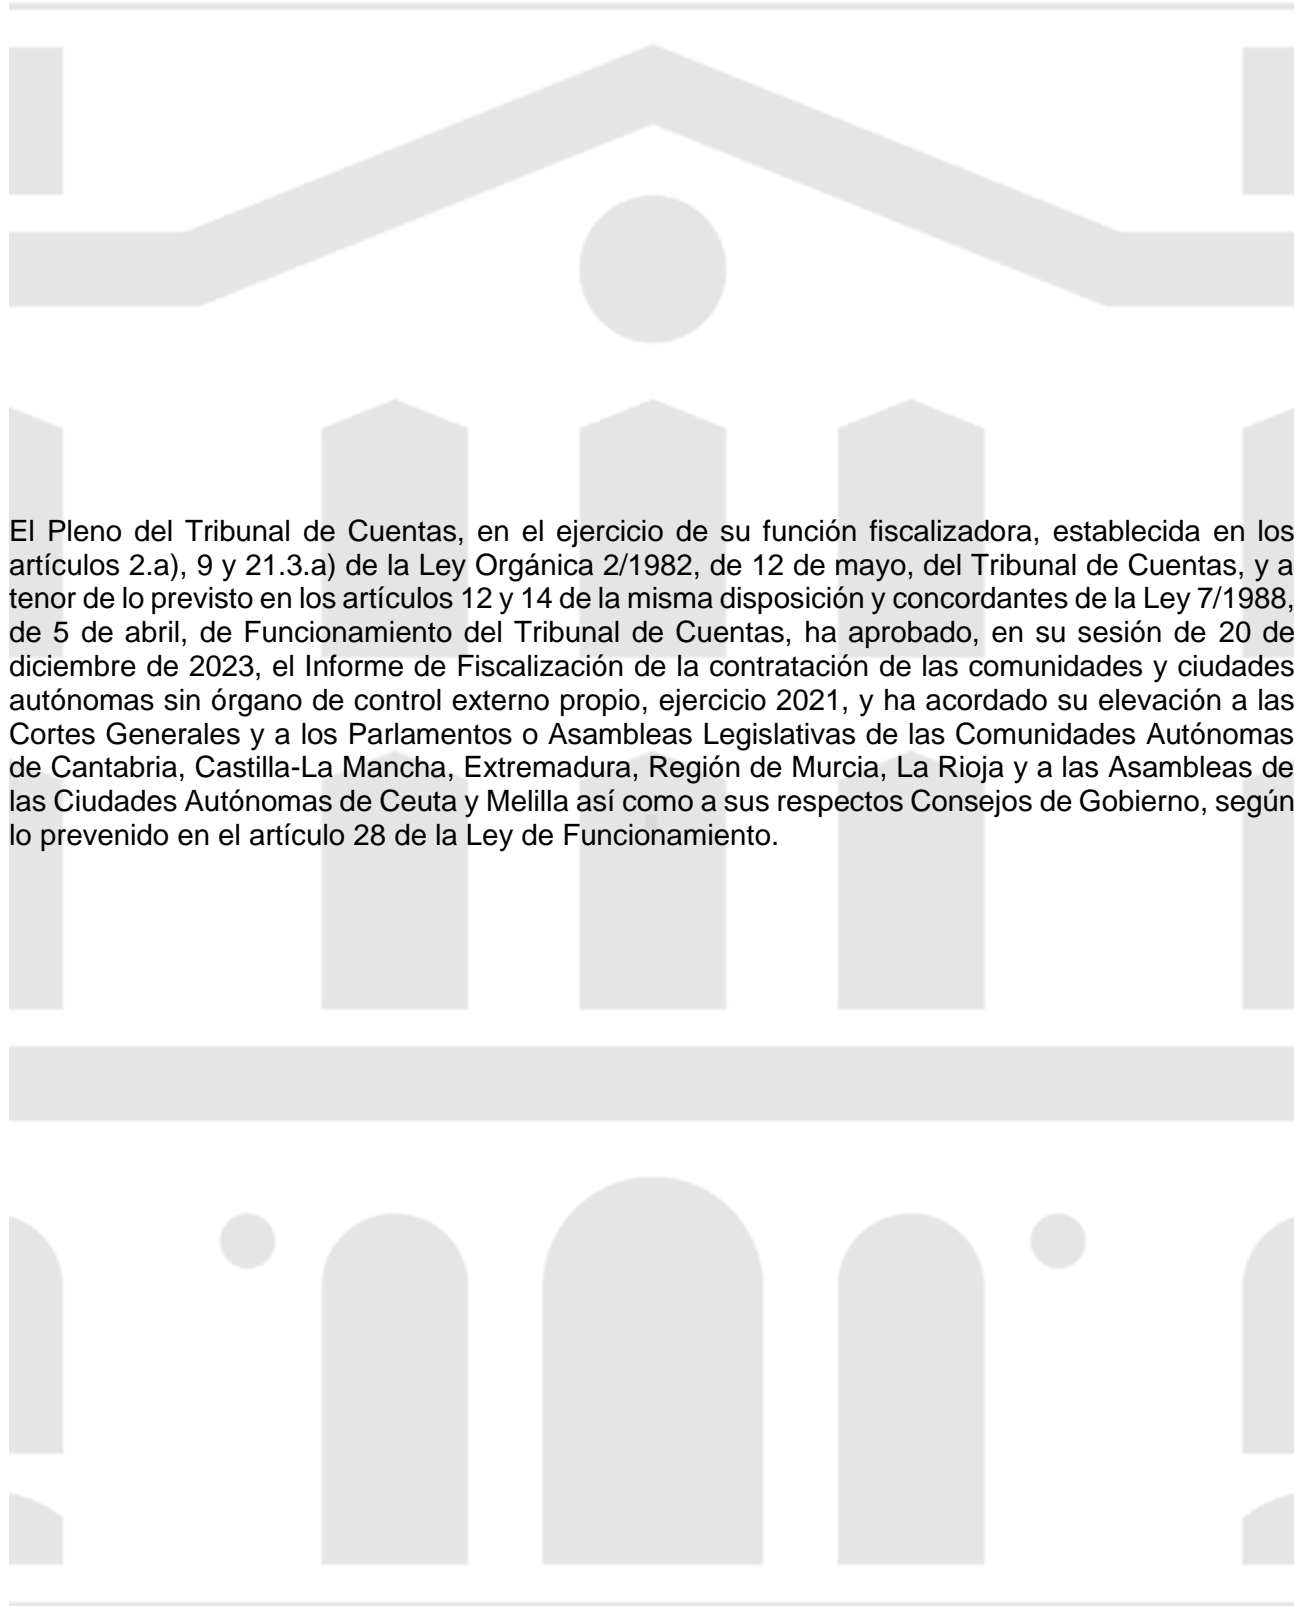 El Pleno del Tribunal de Cuentas, en el ejercicio de su función fiscalizadora, establecida en los
artículos 2.a), 9 y 21.3.a) de la Ley Orgánica 2/1982, de 12 de mayo, del Tribunal de Cuentas, y a
tenor de lo previsto en los artículos 12 y 14 de la misma disposición y concordantes de la Ley 7/1988,
de 5 de abril, de Funcionamiento del Tribunal de Cuentas, ha aprobado, en su sesión de 20 de
diciembre de 2023, el Informe de Fiscalización de la contratación de las comunidades y ciudades
autónomas sin órgano de control externo propio, ejercicio 2021, y ha acordado su elevación a las
Cortes Generales y a los Parlamentos o Asambleas Legislativas de las Comunidades Autónomas
de Cantabria, Castilla-La Mancha, Extremadura, Región de Murcia, La Rioja y a las Asambleas de
las Ciudades Autónomas de Ceuta y Melilla así como a sus respectos Consejos de Gobierno, según
lo prevenido en el artículo 28 de la Ley de Funcionamiento.